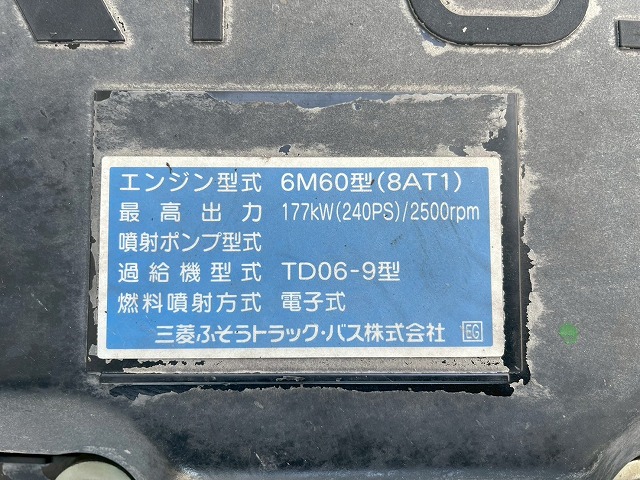 エンジン型式 6M60型(8AT1)
最高出力 177kW(240PS)/2500rpm
噴射ポンプ型式
過給機型式 TD06-9型
燃料噴射方式 電子式
三菱ふそうトラック・バス株式会社 EG